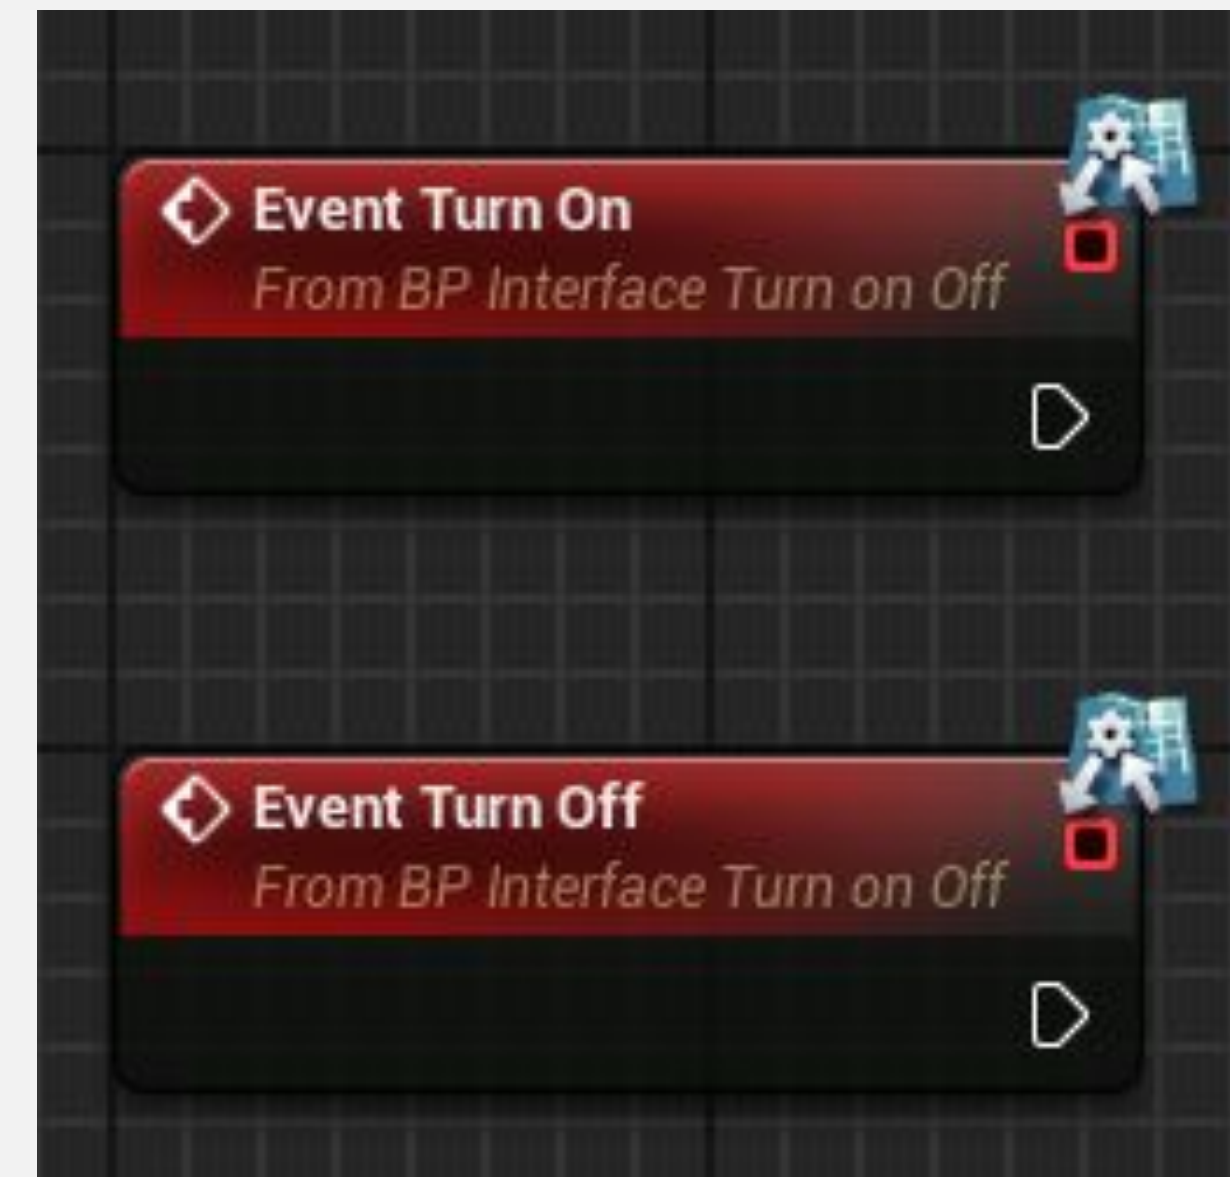 Event Turn On
From BP Interface Turn on Off
Event Turn Off
From BP Interface Turn on Off